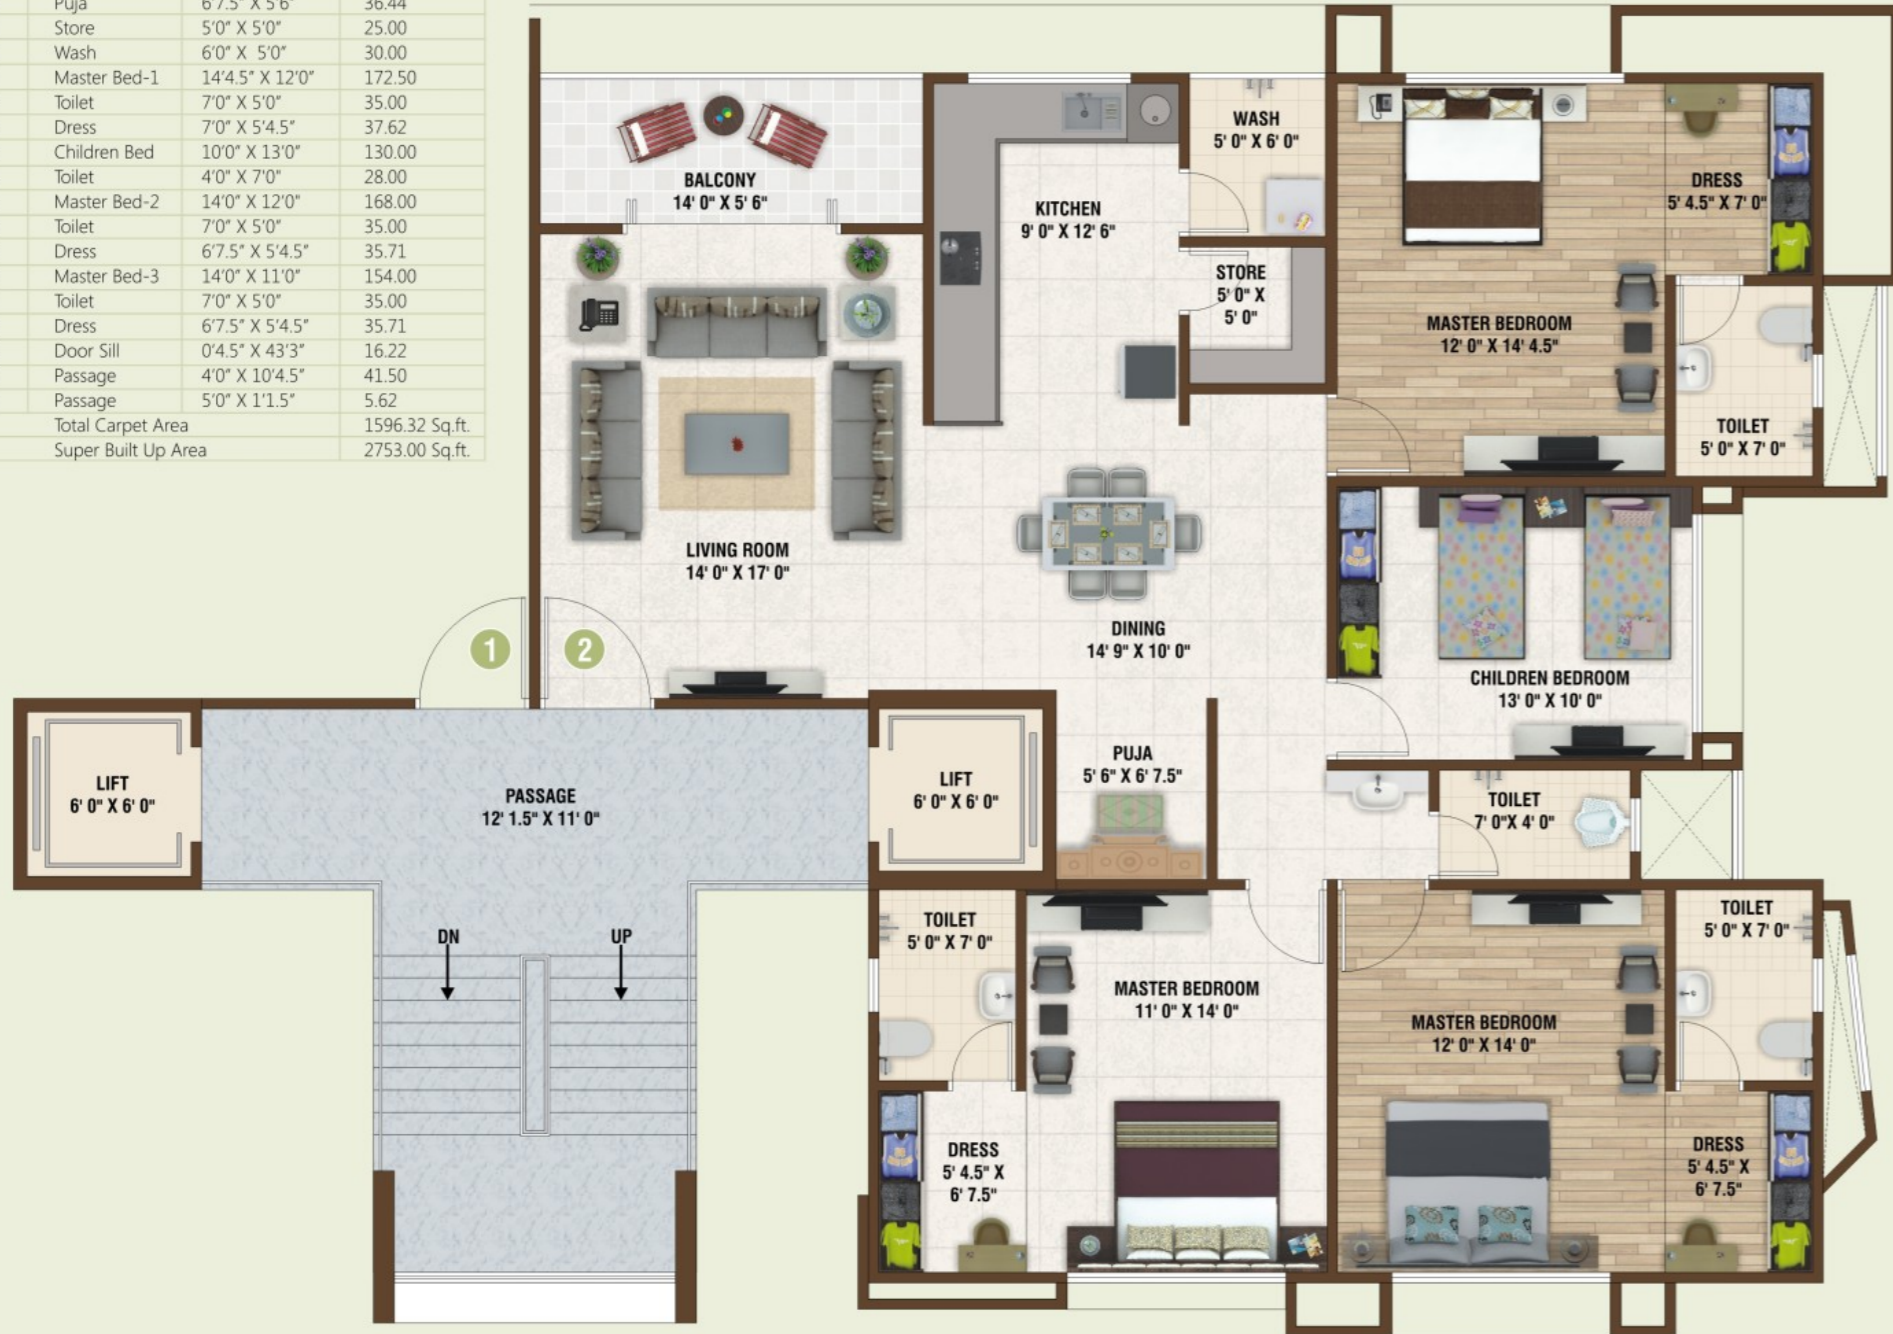 Puja 6'7.5" X 5'6" 36.44
Store 5'0" X 5'0" 25.00
Wash 6'0" X 5'0" 30.00
Master Bed-1 14'4.5" X 12'0" 172.50
Toilet 7'0" X 5'0" 35.00
Dress 7'0" X 5'4.5" 37.62
Children Bed 10'0" X 13'0" 130.00
Toilet 4'0" X 7'0" 28.00
Master Bed-2 14'0" X 12'0" 168.00
Toilet 7'0" X 5'0" 35.00
Dress 6'7.5" X 5'4.5" 35.71
Master Bed-3 14'0" X 11'0" 154.00
Toilet 7'0" X 5'0" 35.00
Dress 6'7.5" X 5'4.5" 35.71
Door Sill 0'4.5" X 43'3" 16.22
Passage 4'0" X 10'4.5" 41.50
Passage 5'0" X 1'1.5" 5.62
Total Carpet Area 1596.32 Sq.ft.
Super Built Up Area 2753.00 Sq.ft.
BALCONY
14' 0" X 5' 6"
KITCHEN
9' 0" X 12' 6"
WASH
5' 0" X 6' 0"
STORE
5' 0" X
5' 0"
DRESS
5' 4.5" X 7' 0"
MASTER BEDROOM
12' 0" X 14' 4.5"
TOILET
5' 0" X 7' 0"
LIVING ROOM
14' 0" X 17' 0"
DINING
14' 9" X 10' 0"
CHILDREN BEDROOM
13' 0" X 10' 0"
1
2
LIFT
6' 0" X 6' 0"
PASSAGE
12' 1.5" X 11' 0"
LIFT
6' 0" X 6' 0"
PUJA
5' 6" X 6' 7.5"
TOILET
7' 0"X 4' 0"
DN
UP
TOILET
5' 0" X 7' 0"
MASTER BEDROOM
11' 0" X 14' 0"
MASTER BEDROOM
12' 0" X 14' 0"
TOILET
5' 0" X 7' 0"
DRESS
5' 4.5" X
6' 7.5"
DRESS
5' 4.5" X
6' 7.5"